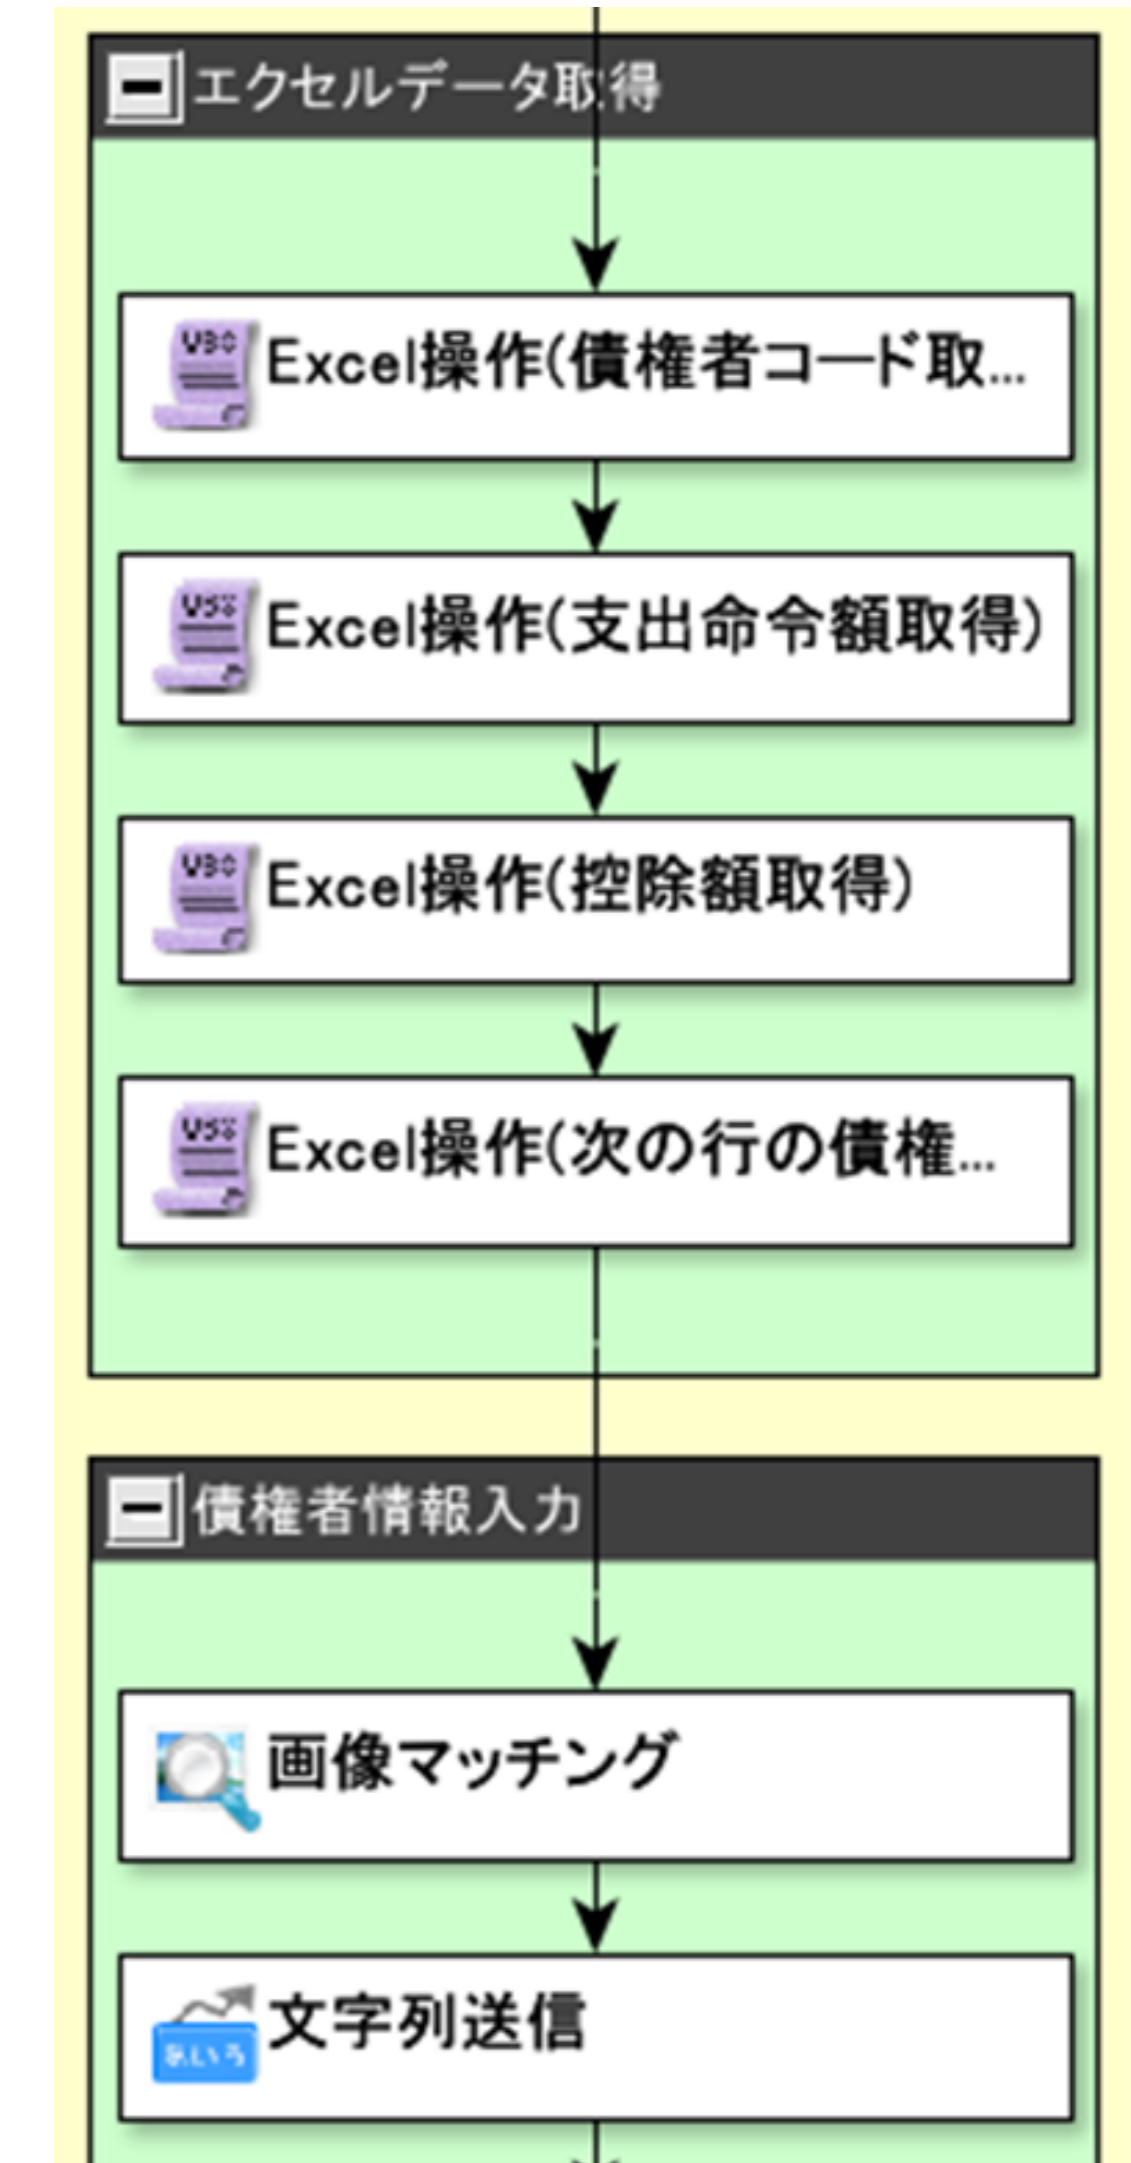 エクセルデータ取得
Excel操作(債権者コード取...
Excel操作(支出命令額取得)
Excel操作(控除額取得)
Excel操作(次の行の債権...
債権者情報入力
画像マッチング
文字列送信
あいう